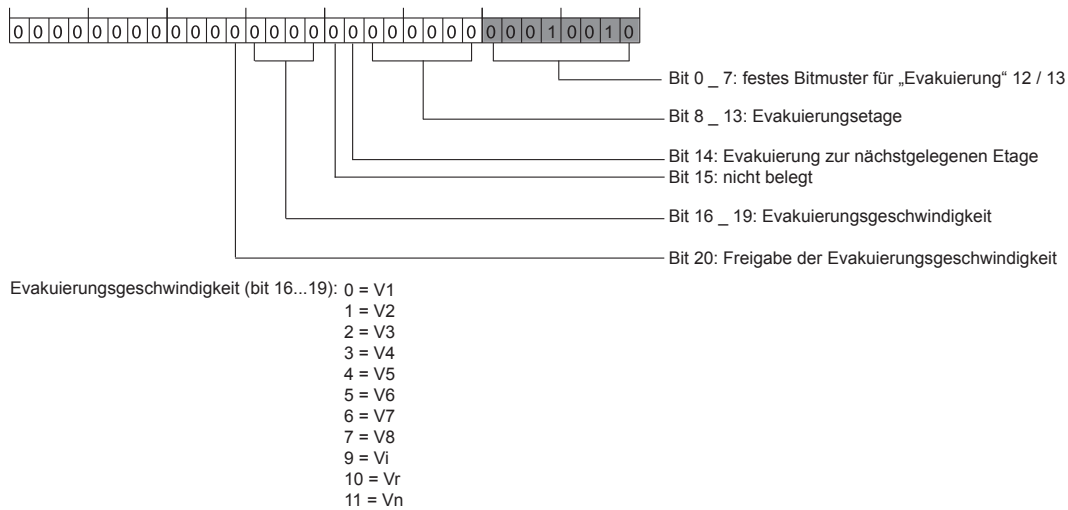 0 0 0 0 0 0 0 0 0 0 0 0 0 0 0 0 0 0 0 0 0 0 0 0 0 0 0 1 0 0 1 0
Bit 0 _ 7: festes Bitmuster für „Evakuierung“ 12 / 13
Bit 8 _ 13: Evakuierungsetage
Bit 14: Evakuierung zur nächstgelegenen Etage
Bit 15: nicht belegt
Bit 16 _ 19: Evakuierungsgeschwindigkeit
Bit 20: Freigabe der Evakuierungsgeschwindigkeit
Evakuierungsgeschwindigkeit (bit 16...19): 0 = V1
1 = V2
2 = V3
3 = V4
4 = V5
5 = V6
6 = V7
7 = V8
9 = Vi
10 = Vr
11 = Vn